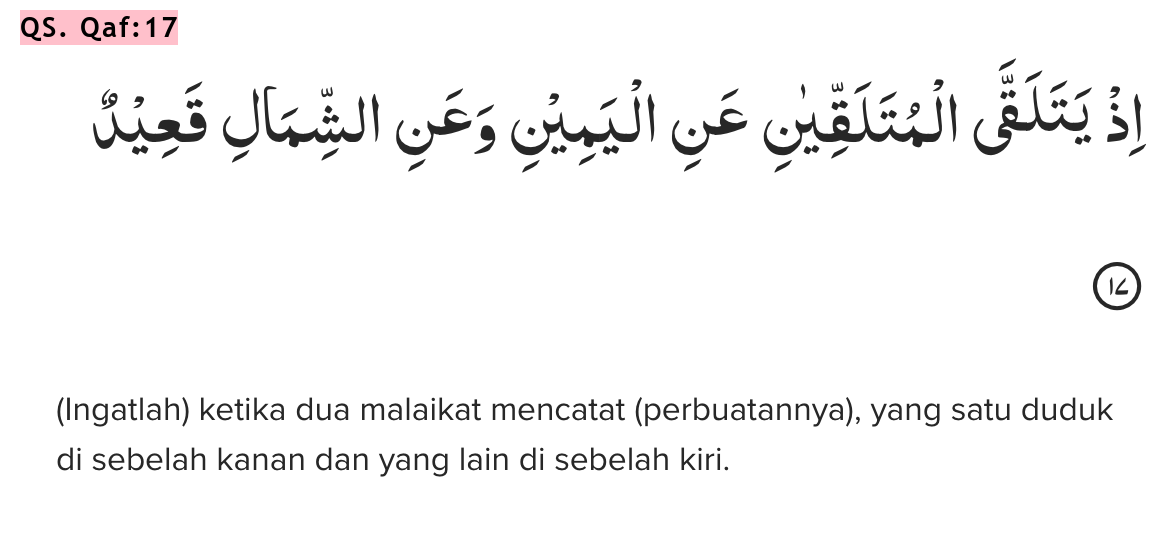 QS. Qaf:17
اِذْ يَتَلَقَّى الْمُتَلَقِّيٰنِ عَنِ الْيَمِيْنِ وَعَنِ الشِّمَالِ قَعِيْدٌ
١٧
(Ingatlah) ketika dua malaikat mencatat (perbuatannya), yang satu duduk
di sebelah kanan dan yang lain di sebelah kiri.